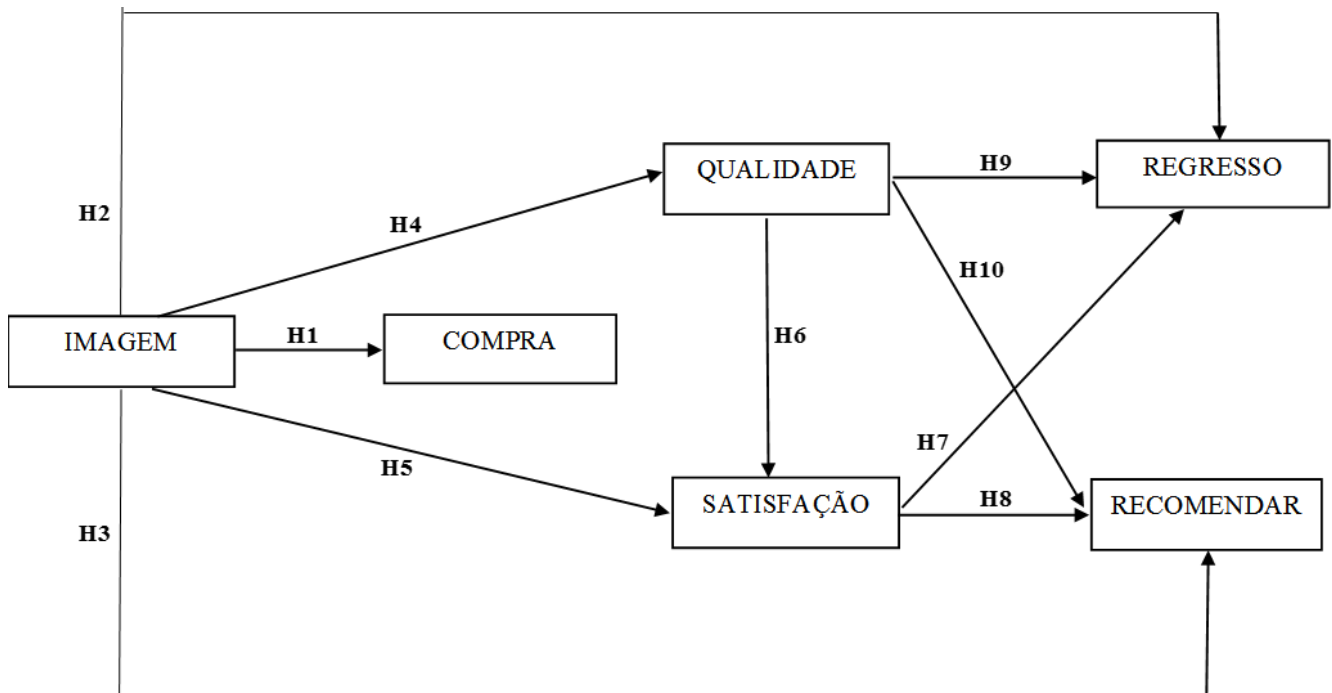 QUALIDADE
H9
REGRESSO
H2
H4
H10
IMAGEM
H1
COMPRA
H6
H7
H5
SATISFAÇÃO
H8
RECOMENDAR
H3